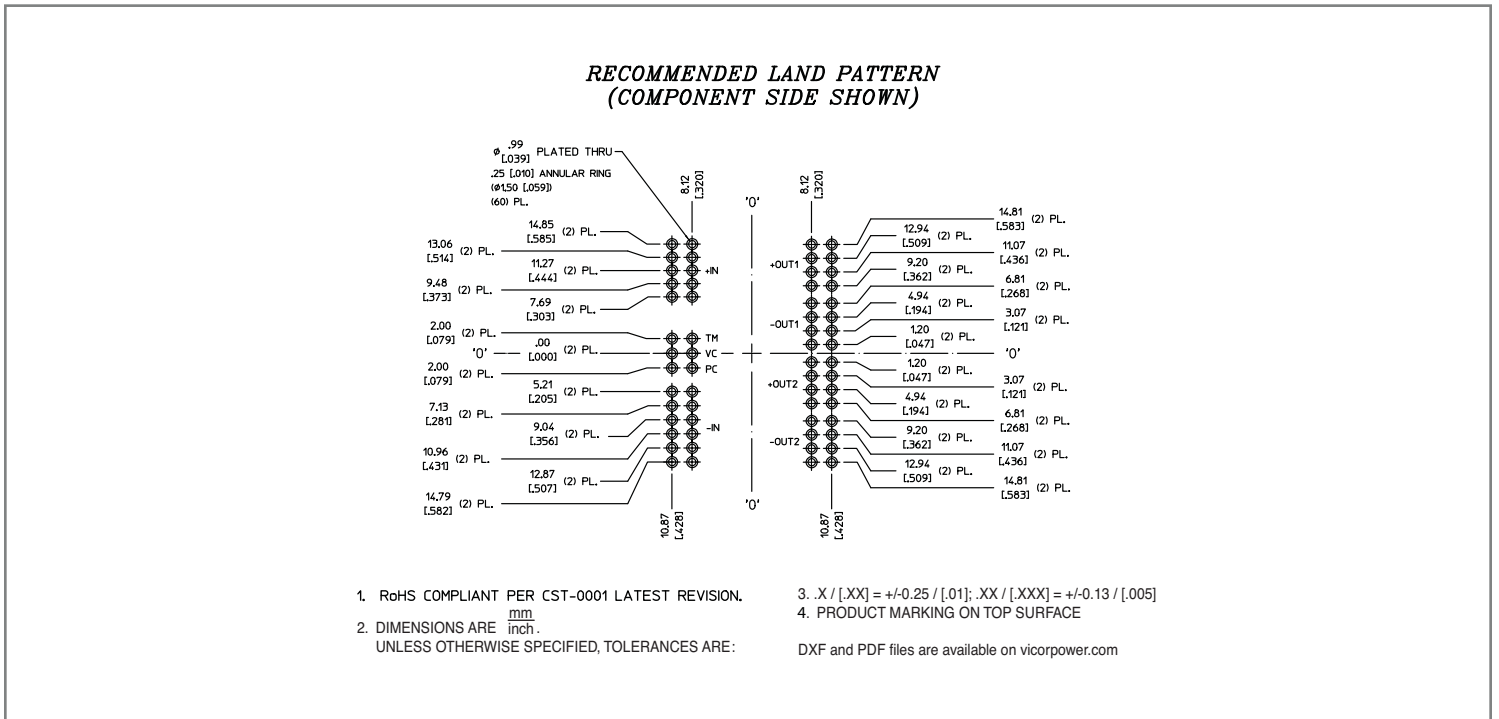 RECOMMENDED LAND PATTERN
(COMPONENT SIDE SHOWN)
ø .99
[.039] PLATED THRU
.25 [.010] ANNULAR RING
(ø1.50 [.059])
(60) PL.
8.12
[.320]
'0'
8.12
[.320]
14.85
[.585] (2) PL.
13.06
[.514] (2) PL.
11.27
[.444] (2) PL.
9.48
[.373] (2) PL.
7.69
[.303] (2) PL.
2.00
[.079] (2) PL.
'0'
.00
[.000] (2) PL.
2.00
[.079] (2) PL.
5.21
[.205] (2) PL.
7.13
[.281] (2) PL.
9.04
[.356] (2) PL.
10.96
[.431] (2) PL.
12.87
[.507] (2) PL.
14.79
[.582] (2) PL.
+IN
TM
VC
PC
-IN
+OUT1
-OUT1
+OUT2
-OUT2
14.81
[.583] (2) PL.
12.94
[.509] (2) PL.
11.07
[.436] (2) PL.
9.20
[.362] (2) PL.
6.81
[.268] (2) PL.
4.94
[.194] (2) PL.
3.07
[.121] (2) PL.
1.20
[.047] (2) PL.
'0'
1.20
[.047] (2) PL.
3.07
[.121] (2) PL.
4.94
[.194] (2) PL.
6.81
[.268] (2) PL.
9.20
[.362] (2) PL.
11.07
[.436] (2) PL.
12.94
[.509] (2) PL.
14.81
[.583] (2) PL.
10.87
[.428]
'0'
10.87
[.428]
1. RoHS COMPLIANT PER CST-0001 LATEST REVISION.
2. DIMENSIONS ARE mm
inch.
UNLESS OTHERWISE SPECIFIED, TOLERANCES ARE:
3. .X / [.XX] = +/-0.25 / [.01]; .XX / [.XXX] = +/-0.13 / [.005]
4. PRODUCT MARKING ON TOP SURFACE
DXF and PDF files are available on vicorpower.com